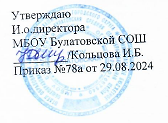 Утверждаю
И.о.директора
МБОУ Булатовской СОШ
/Кольцова И.Б.
Приказ №78а от 29.08.2024